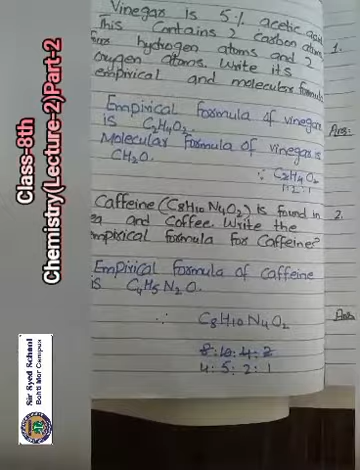 Class-8th
Chemistry(Lecture-2)Part-2
Sir Syed School
Bohti Mor Campus
Vinegar is 5% acetic acid
This contains 2 carbon atoms
hydrogen atoms and 2 1.
oxygen atoms. Write its
empirical and molecular formula
Empirical formula of vinegar Ans:
is C₂H₄O₂.
Molecular formula of vinegar is
CH₂O.
∵ C₂H₄O₂
1:2:1
Caffeine (C₈H₁₀N₄O₂) is found in 2.
and Coffee. Write the
empirical formula for Caffeine?
Empirical formula of caffeine
is C₄H₅N₂O. Ans
∵ C₈H₁₀N₄O₂
8:10:4:2
4:5:2:1